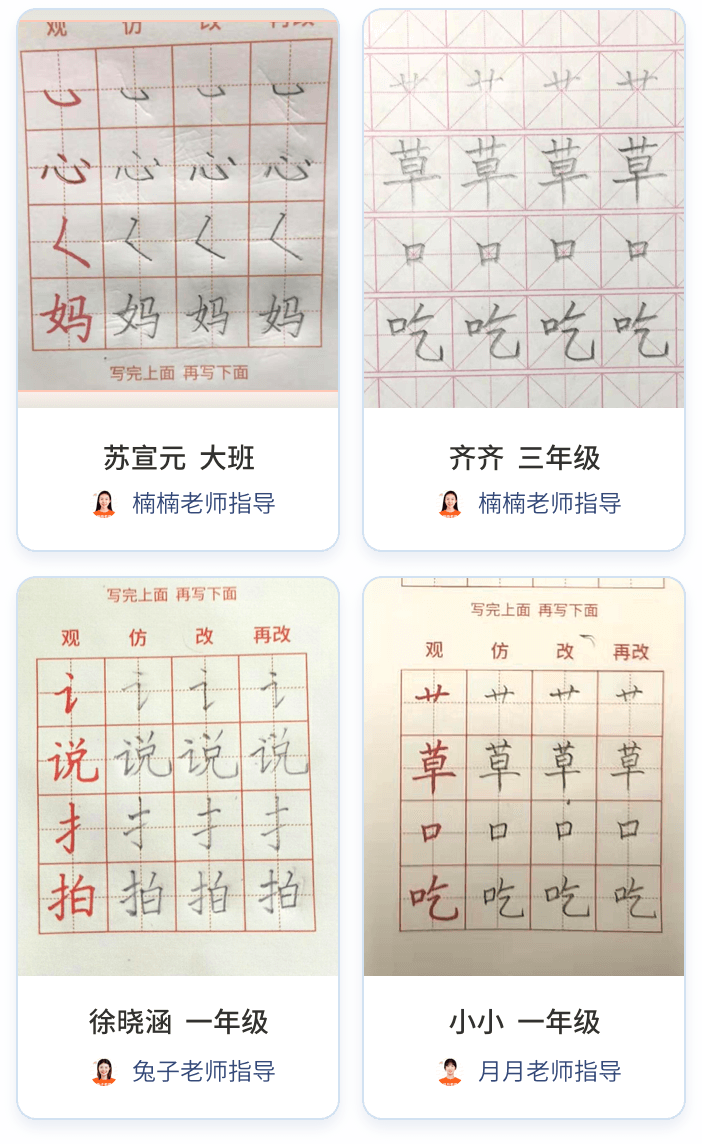 观 仿 改 再改
㇃ ㇃ ㇃ ㇃
心 心 心 心
㇛ ㇛ ㇛ ㇛
妈 妈 妈 妈
写完上面 再写下面
苏宣元 大班
楠楠老师指导
艹 艹 艹 艹
草 草 草 草
口 口 口 口
吃 吃 吃 吃
齐齐 三年级
楠楠老师指导
写完上面 再写下面
观 仿 改 再改
讠 讠 讠 讠
说 说 说 说
扌 扌 扌 扌
拍 拍 拍 拍
徐晓涵 一年级
兔子老师指导
写完上面 再写下面
观 仿 改 再改
艹 艹 艹 艹
草 草 草 草
口 口 口 口
吃 吃 吃 吃
小小 一年级
月月老师指导